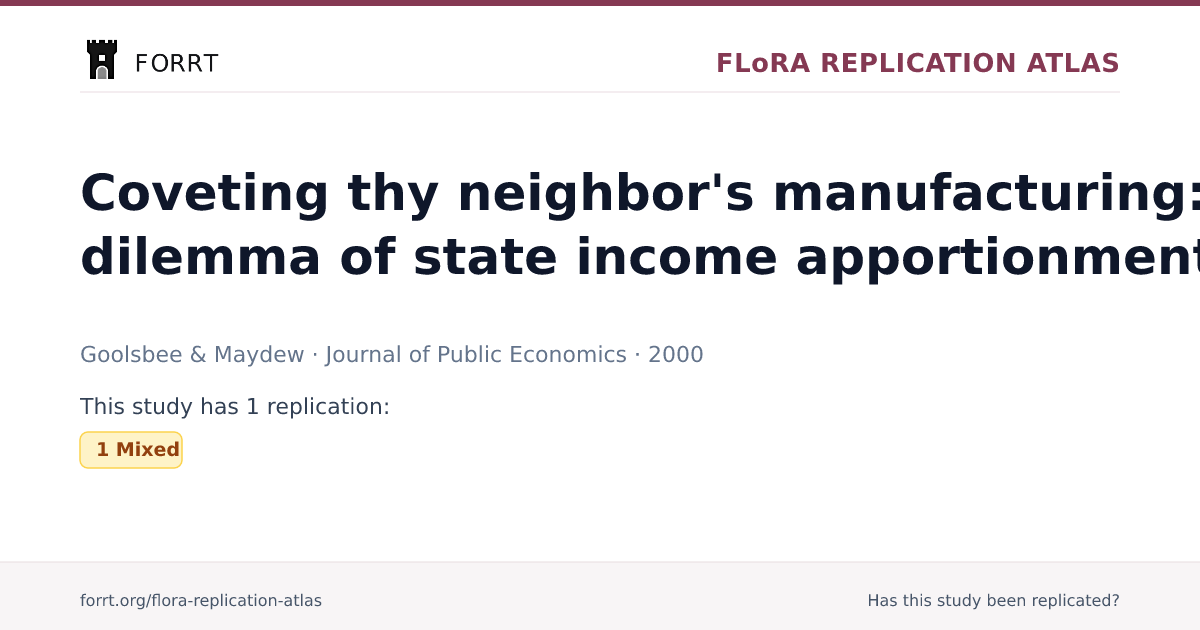 FORRT
FLoRA REPLICATION ATLAS
Coveting thy neighbor's manufacturing:
dilemma of state income apportionment
Goolsbee & Maydew · Journal of Public Economics · 2000
This study has 1 replication:
1 Mixed
forrt.org/flora-replication-atlas
Has this study been replicated?